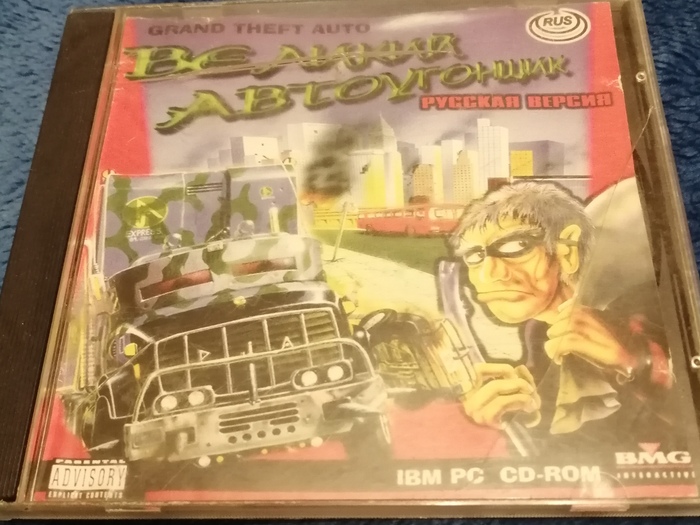 GRAND THEFT AUTO
RUS
ВЕЛИКИЙ
АВТОУГОНЩИК
РУССКАЯ ВЕРСИЯ
EXPRESS
PARENTAL
ADVISORY
EXPLICIT CONTENT
IBM PC CD-ROM
BMG
INTERACTIVE